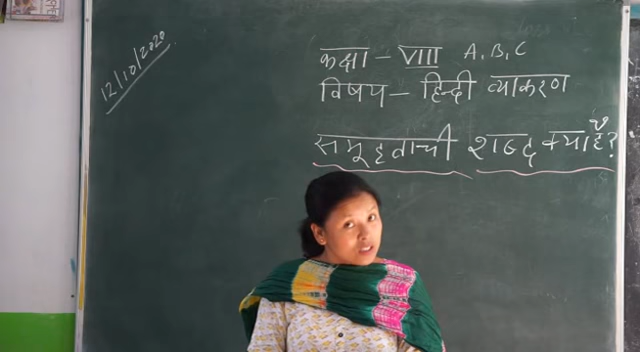 12/10/2020
कक्षा - VIII A, B, C
विषय - हिन्दी व्याकरण
समूहवाची शब्द क्या है?